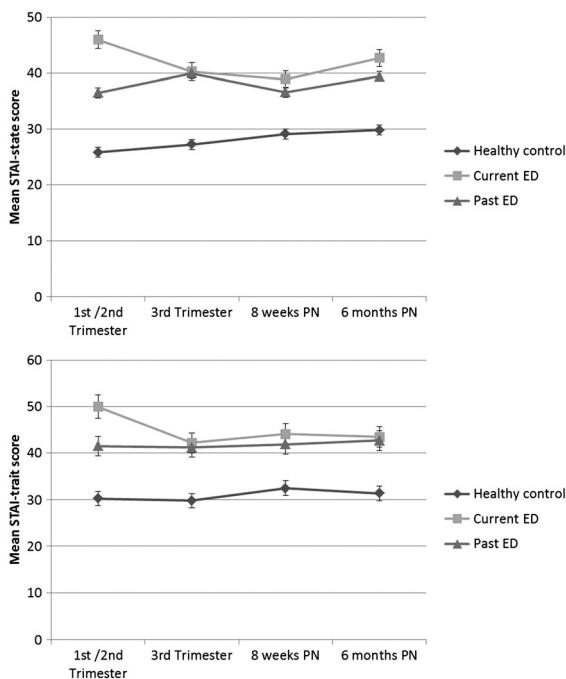 50
40
30
20
10
0
Mean STAI-state score
1st /2nd
Trimester
3rd Trimester
8 weeks PN
6 months PN
Healthy control
Current ED
Past ED
60
50
40
30
20
10
0
Mean STAI-trait score
1st /2nd
Trimester
3rd Trimester
8 weeks PN
6 months PN
Healthy control
Current ED
Past ED